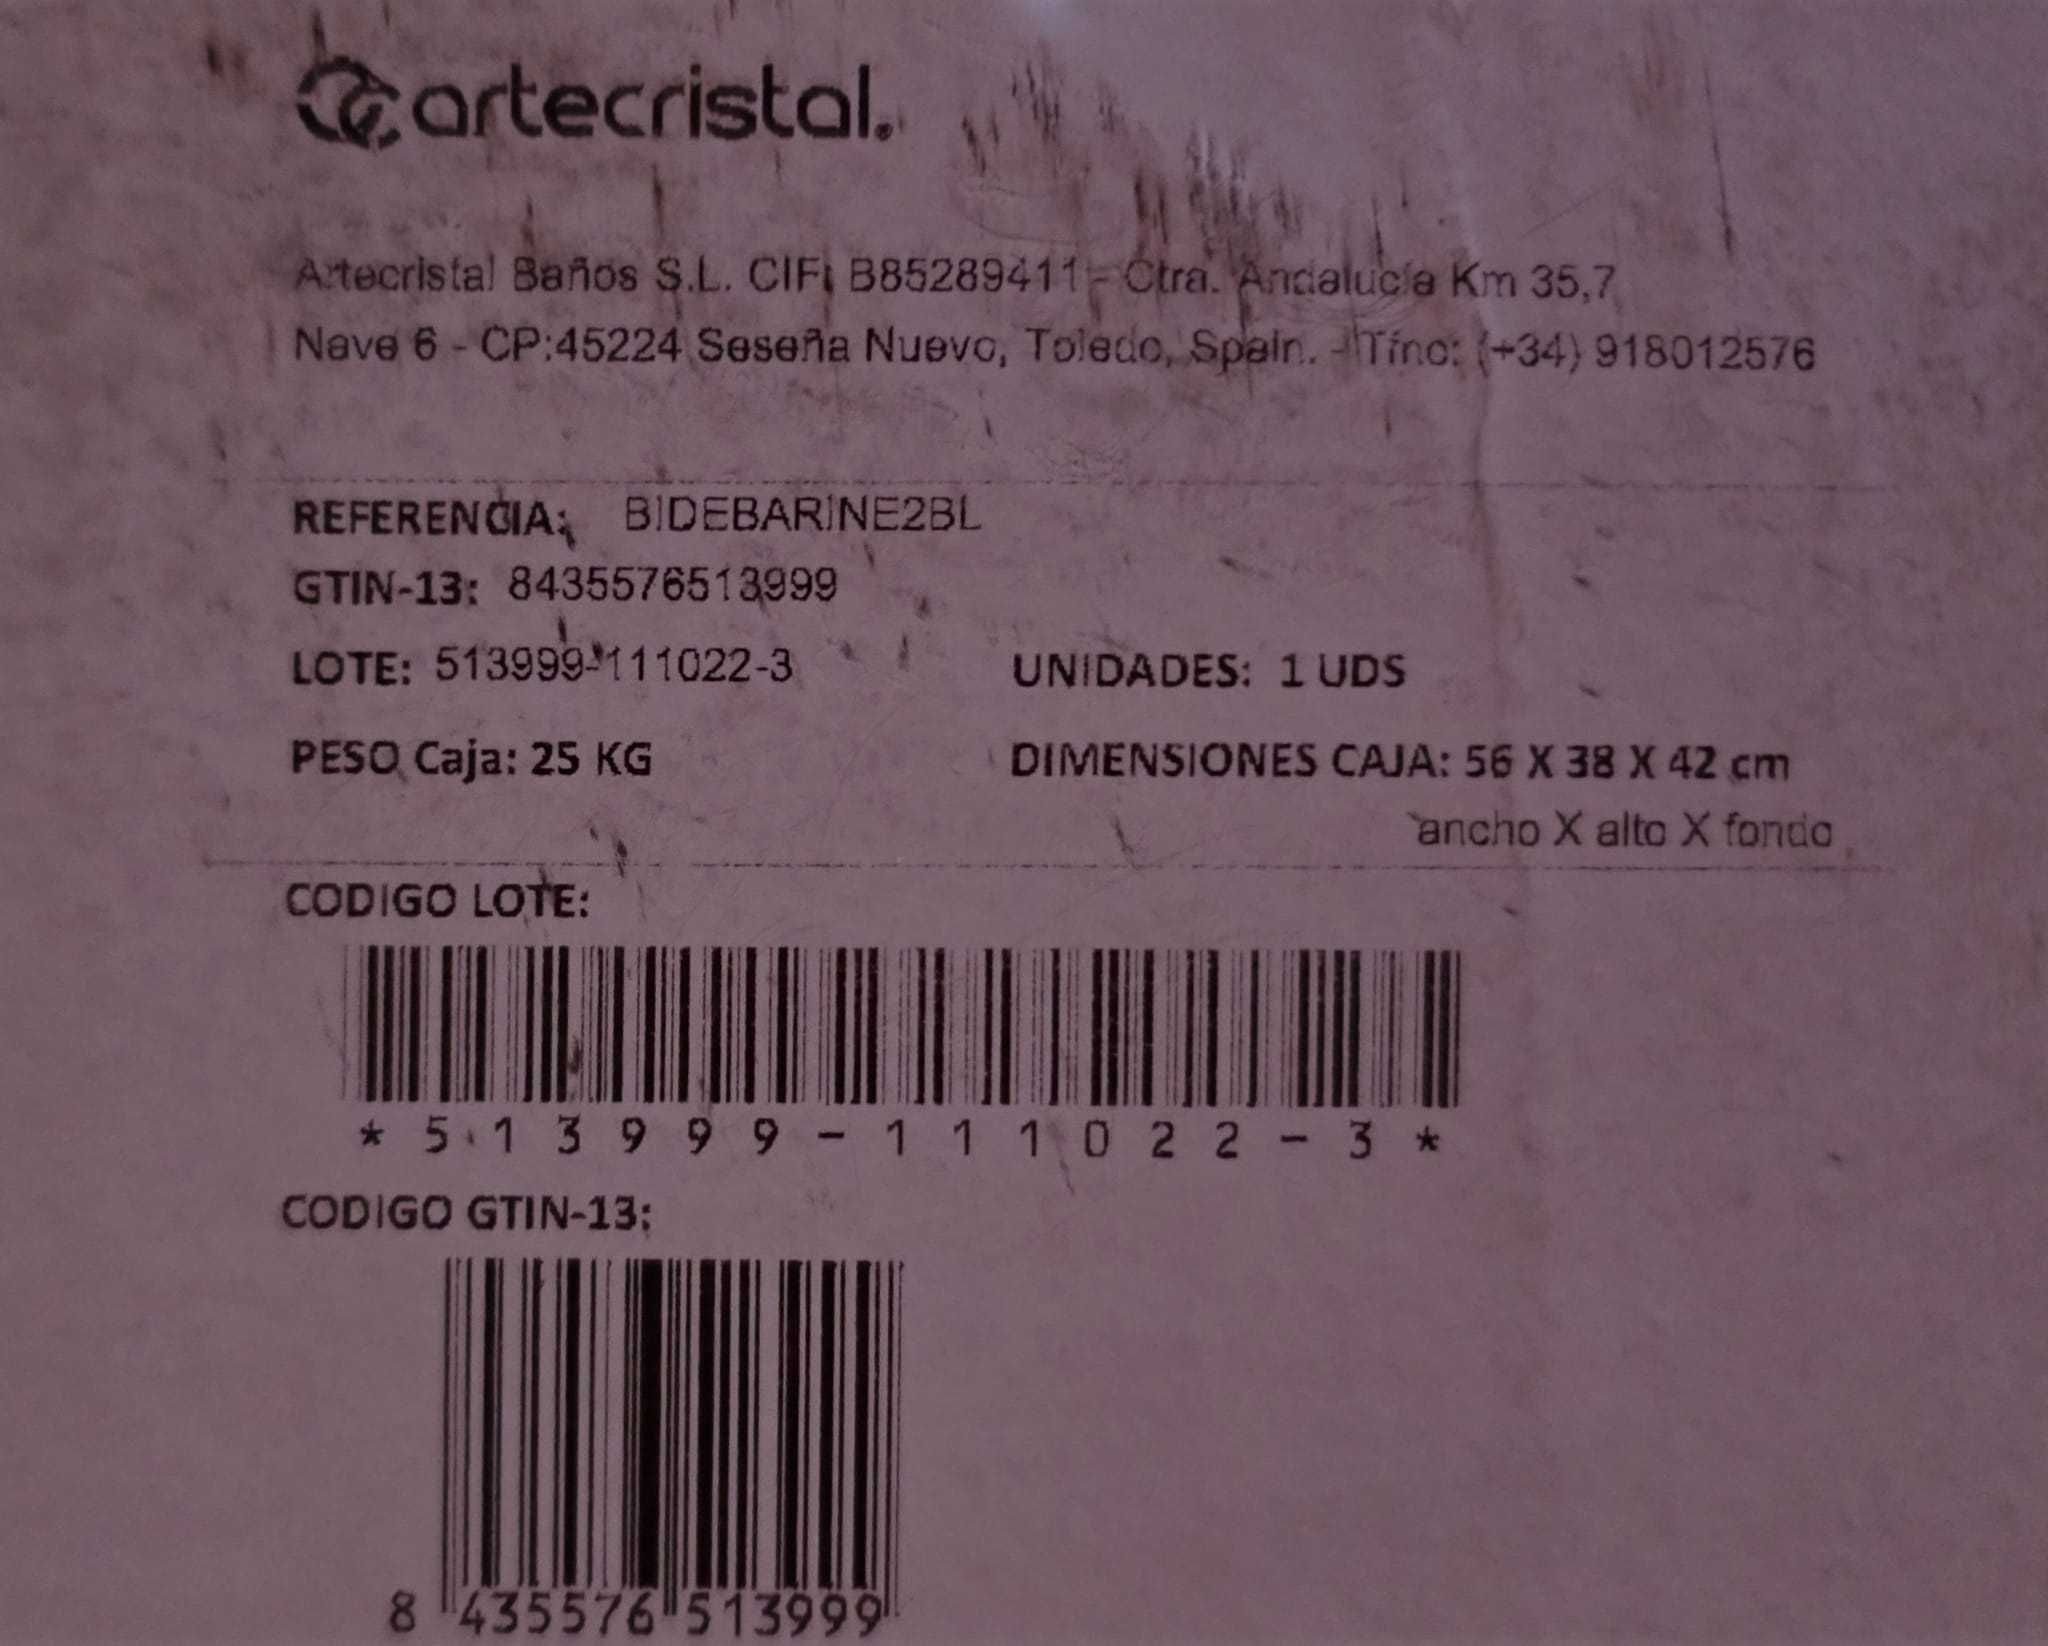 artecristal.
Artecristal Baños S.L. CIF: B85289411 - Ctra. Andalucía Km 35,7
Nave 6 - CP:45224 Seseña Nuevo, Toledo, Spain. - Tfno: (+34) 918012576
REFERENCIA: BIDEBARINE2BL
GTIN-13: 8435576513999
LOTE: 513999-111022-3 UNIDADES: 1 UDS
PESO Caja: 25 KG DIMENSIONES CAJA: 56 X 38 X 42 cm
ancho X alto X fondo
CODIGO LOTE:
*513999-111022-3*
CODIGO GTIN-13:
8 435576 513999